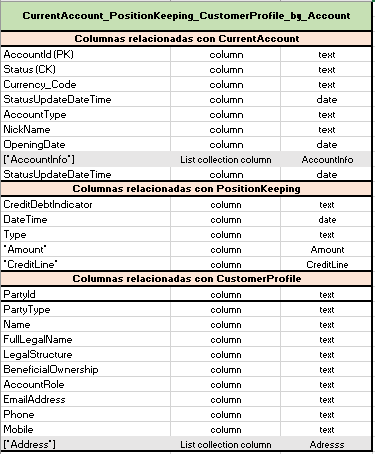 CurrentAccount_PositionKeeping_CustomerProfile_bg_Account
Columnas relacionadas con CurrentAccount
AccountId (PK) column text
Status (CK) column text
Currency_Code column text
StatusUpdateDateTime column date
AccountType column text
NickName column text
OpeningDate column date
["AccountInfo"] List collection column AccountInfo
StatusUpdateDateTime column date
Columnas relacionadas con PositionKeeping
CreditDebtIndicator column text
DateTime column date
Type column text
"Amount" column Amount
"CreditLine" column CreditLine
Columnas relacionadas con CustomerProfile
PartyId column text
PartyType column text
Name column text
FullLegalName column text
LegalStructure column text
BeneficialOwnership column text
AccountRole column text
EmailAddress column text
Phone column text
Mobile column text
["Address"] List collection column Adresss